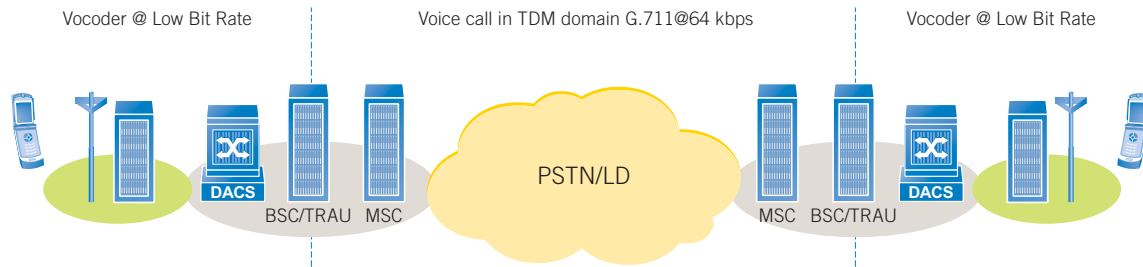 Vocoder @ Low Bit Rate
Voice call in TDM domain G.711@64 kbps
Vocoder @ Low Bit Rate
PSTN/LD
DACS
BSC/TRAU
MSC
MSC
BSC/TRAU
DACS